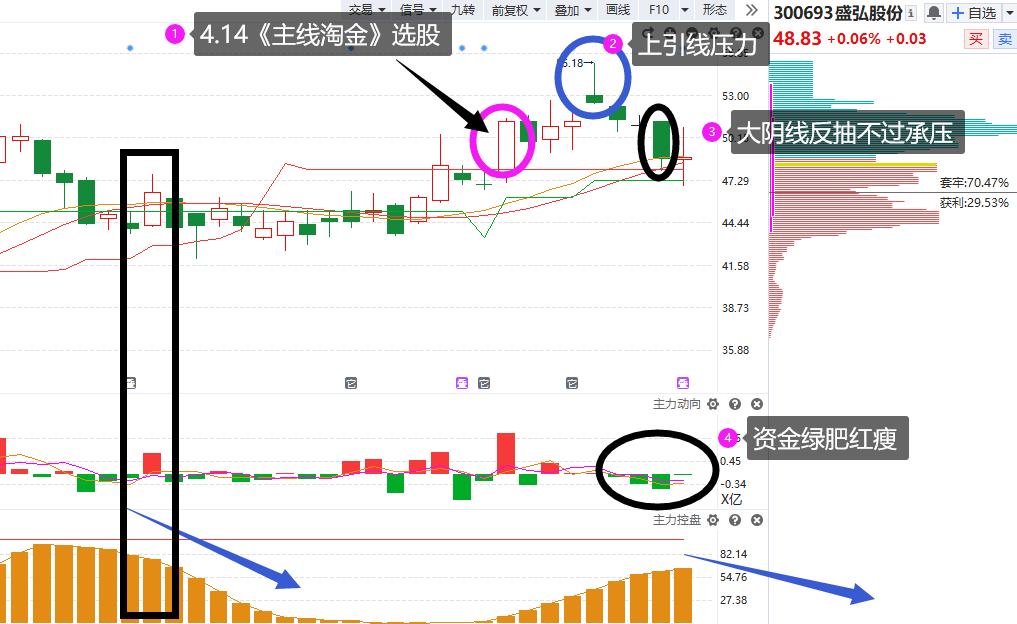 交易 信号 九转 前复权 叠加 画线 F10 形态
300693 盛弘股份
自选
48.83 +0.06% +0.03
买 卖
1 4.14《主线淘金》选股
2 上引线压力
3 大阴线反抽不过承压
4 资金绿肥红瘦
53.00
47.29
44.44
41.58
38.73
35.88
套牢:70.47%
获利:29.53%
主力动向
0.45
-0.34
X亿
主力控盘
82.14
54.76
27.38